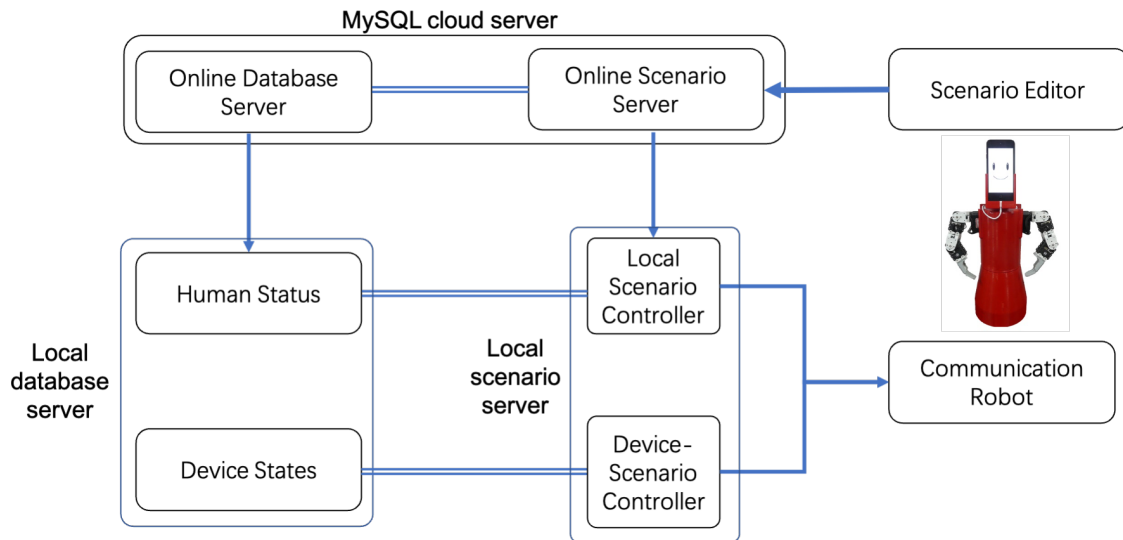 MySQL cloud server
Online Database
Server
Online Scenario
Server
Scenario Editor
Human Status
Local
Scenario
Controller
Local
database
server
Local
scenario
server
Communication
Robot
Device States
Device-
Scenario
Controller